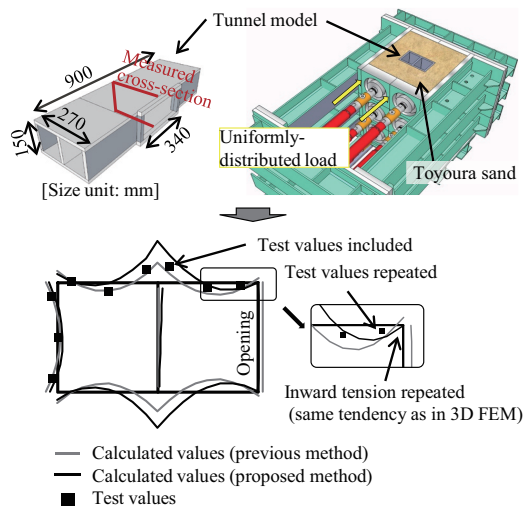 Tunnel model
Measured
cross-section
900
270
150
340
[Size unit: mm]
Uniformly-
distributed load
Toyoura sand
Test values included
Test values repeated
Opening
Inward tension repeated
(same tendency as in 3D FEM)
Calculated values (previous method)
Calculated values (proposed method)
Test values